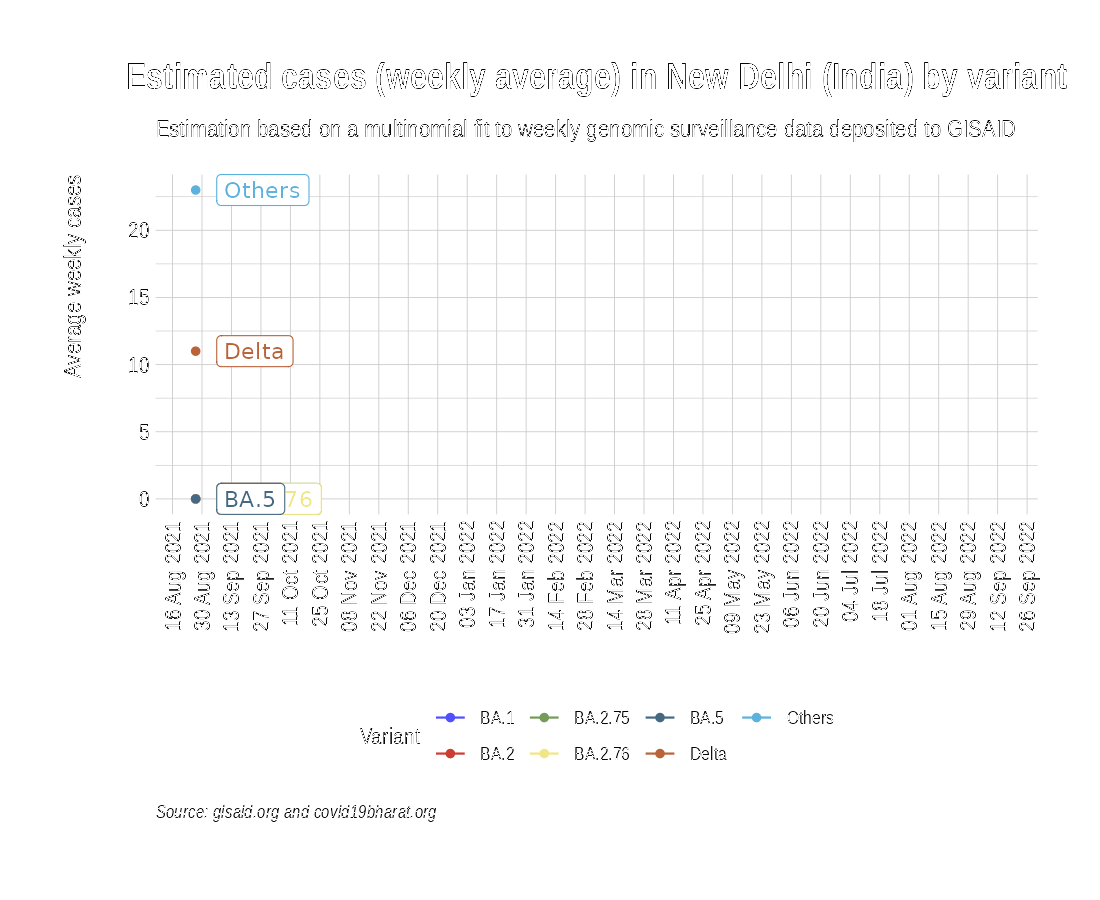 Estimated cases (weekly average) in New Delhi (India) by variant
Estimation based on a multinomial fit to weekly genomic surveillance data deposited to GISAID
Average weekly cases
Others
20
15
Delta
10
5
0
BA.5
76
16 Aug 2021
30 Aug 2021
13 Sep 2021
27 Sep 2021
11 Oct 2021
25 Oct 2021
08 Nov 2021
22 Nov 2021
06 Dec 2021
20 Dec 2021
03 Jan 2022
17 Jan 2022
31 Jan 2022
14 Feb 2022
28 Feb 2022
14 Mar 2022
28 Mar 2022
11 Apr 2022
25 Apr 2022
09 May 2022
23 May 2022
06 Jun 2022
20 Jun 2022
04 Jul 2022
18 Jul 2022
01 Aug 2022
15 Aug 2022
29 Aug 2022
12 Sep 2022
26 Sep 2022
Variant
BA.1
BA.2.75
BA.5
Others
BA.2
BA.2.76
Delta
Source: gisaid.org and covid19bharat.org